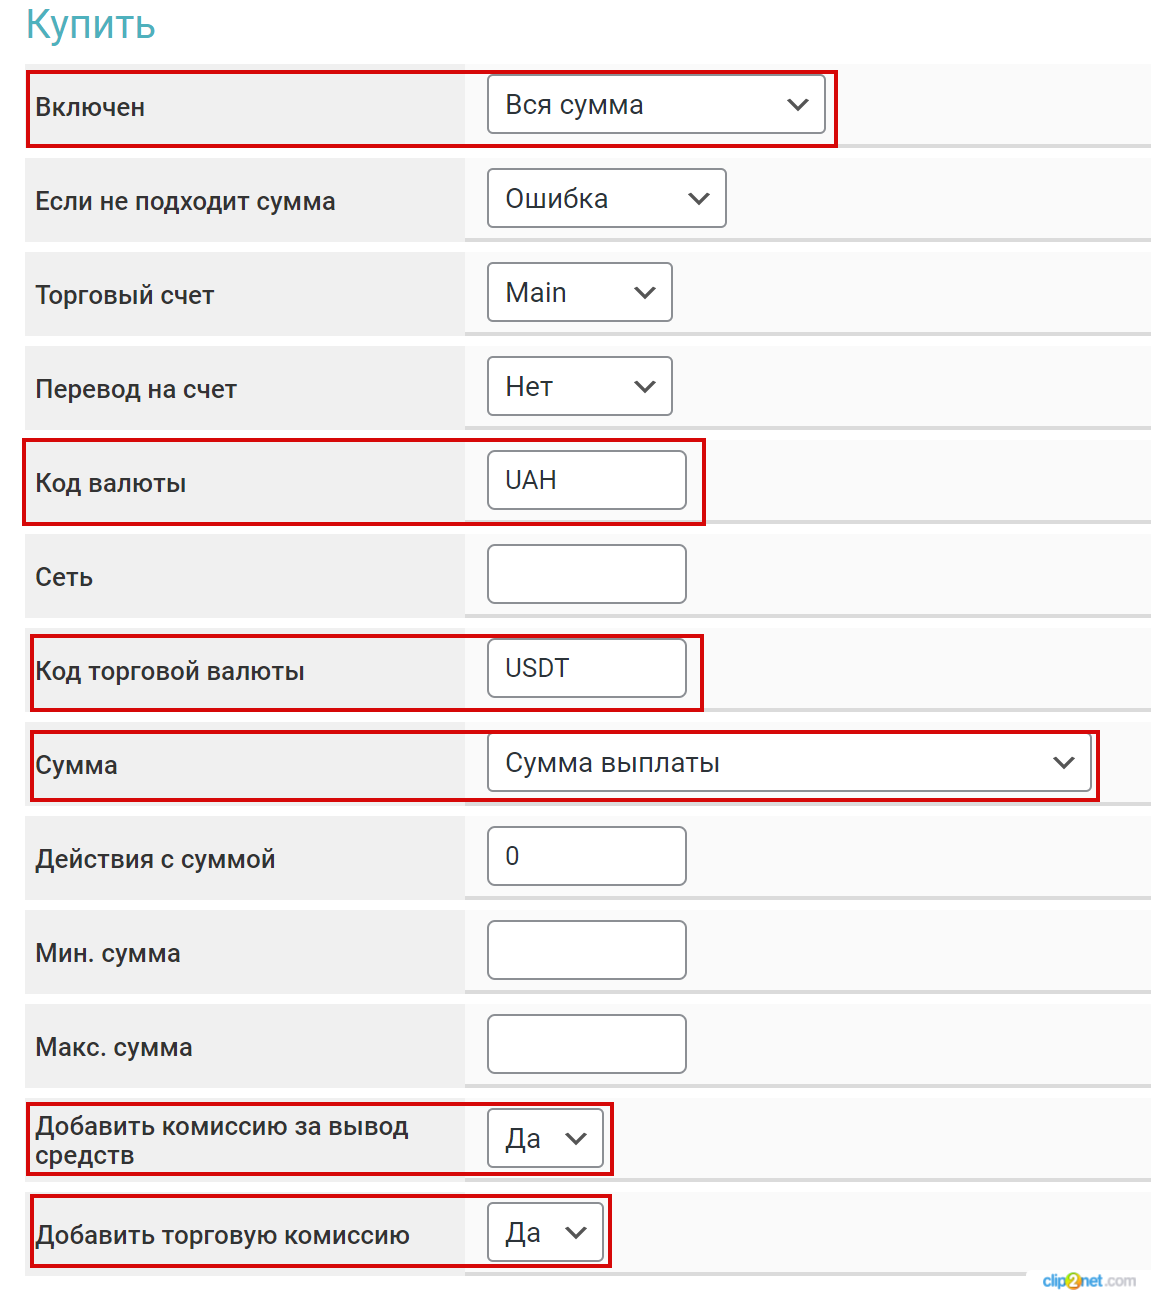 Купить
Включен Вся сумма
Если не подходит сумма Ошибка
Торговый счет Main
Перевод на счет Нет
Код валюты UAH
Сеть
Код торговой валюты USDT
Сумма Сумма выплаты
Действия с суммой 0
Мин. сумма
Макс. сумма
Добавить комиссию за вывод
средств Да
Добавить торговую комиссию Да
clip2net.com